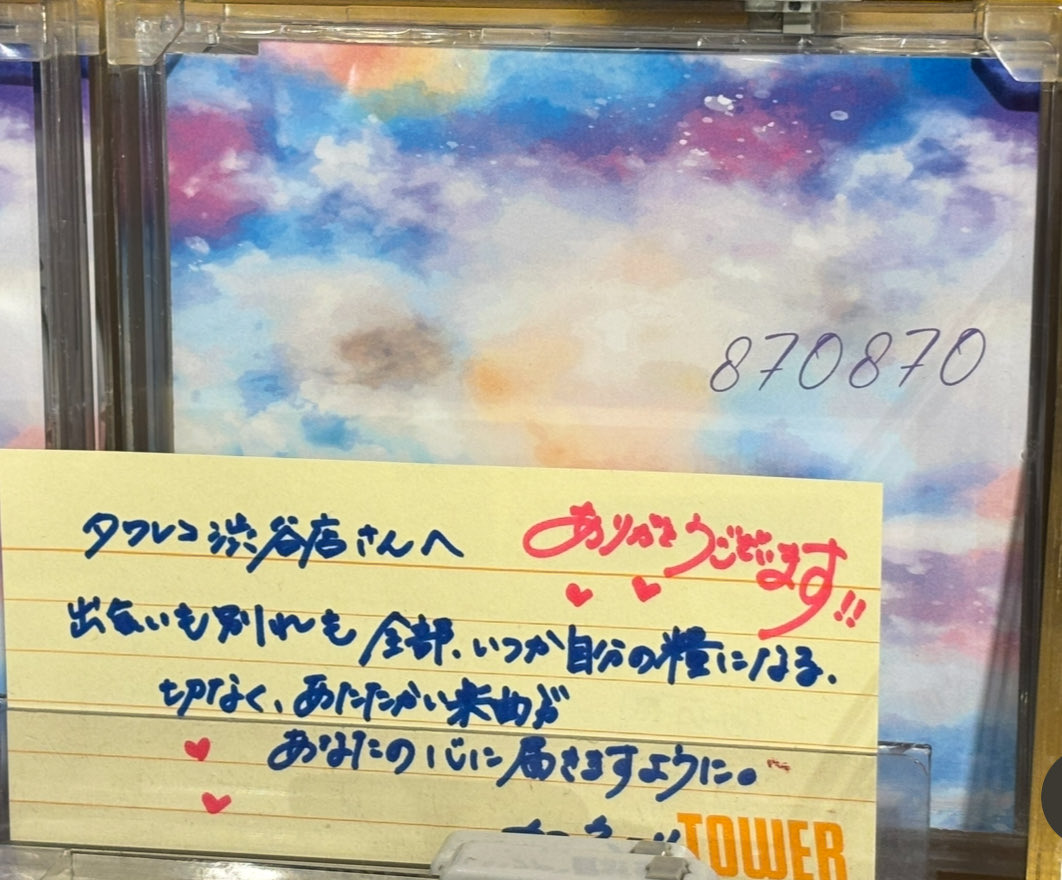 870870
タワレコ渋谷店さんへ
ありがとうございます!!
出会いも別れも全部、いつか自分の糧になる。
切なく、あたたかい楽曲が
あなたの心に届きますように。
TOWER